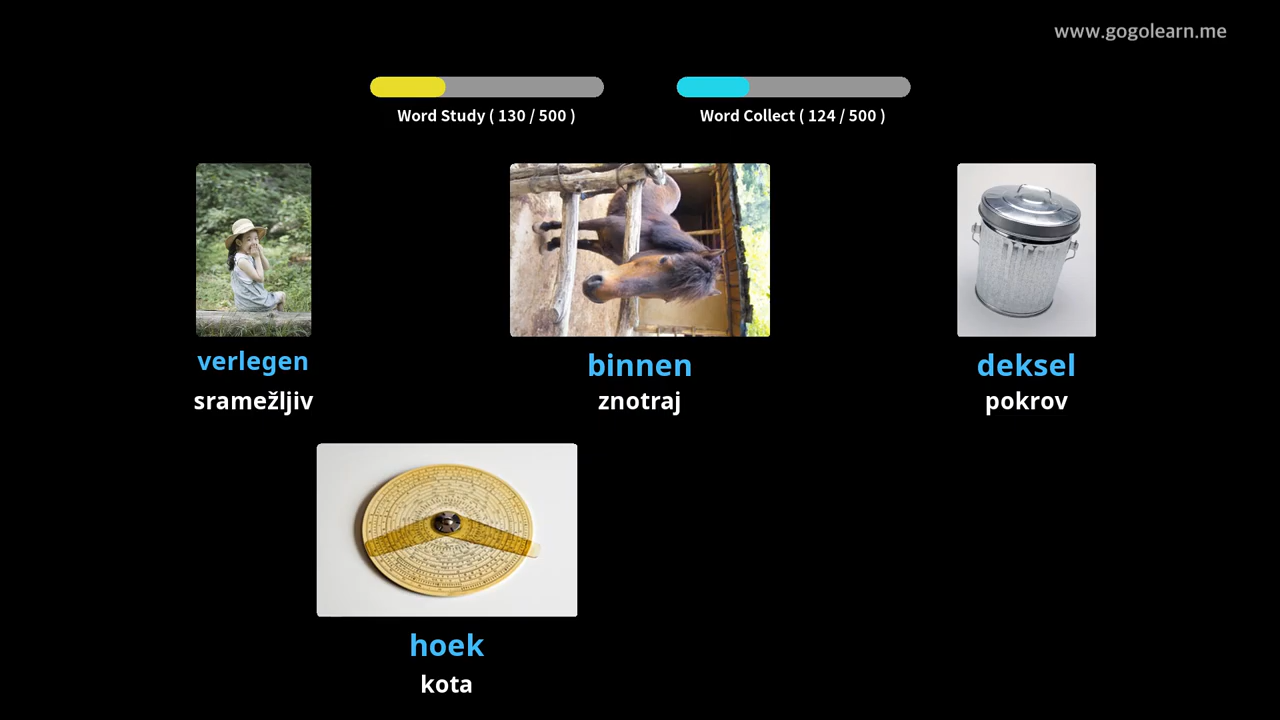 www.gogolearn.me
Word Study ( 130 / 500 )
Word Collect ( 124 / 500 )
verlegen
sramežljiv
binnen
znotraj
deksel
pokrov
hoek
kota